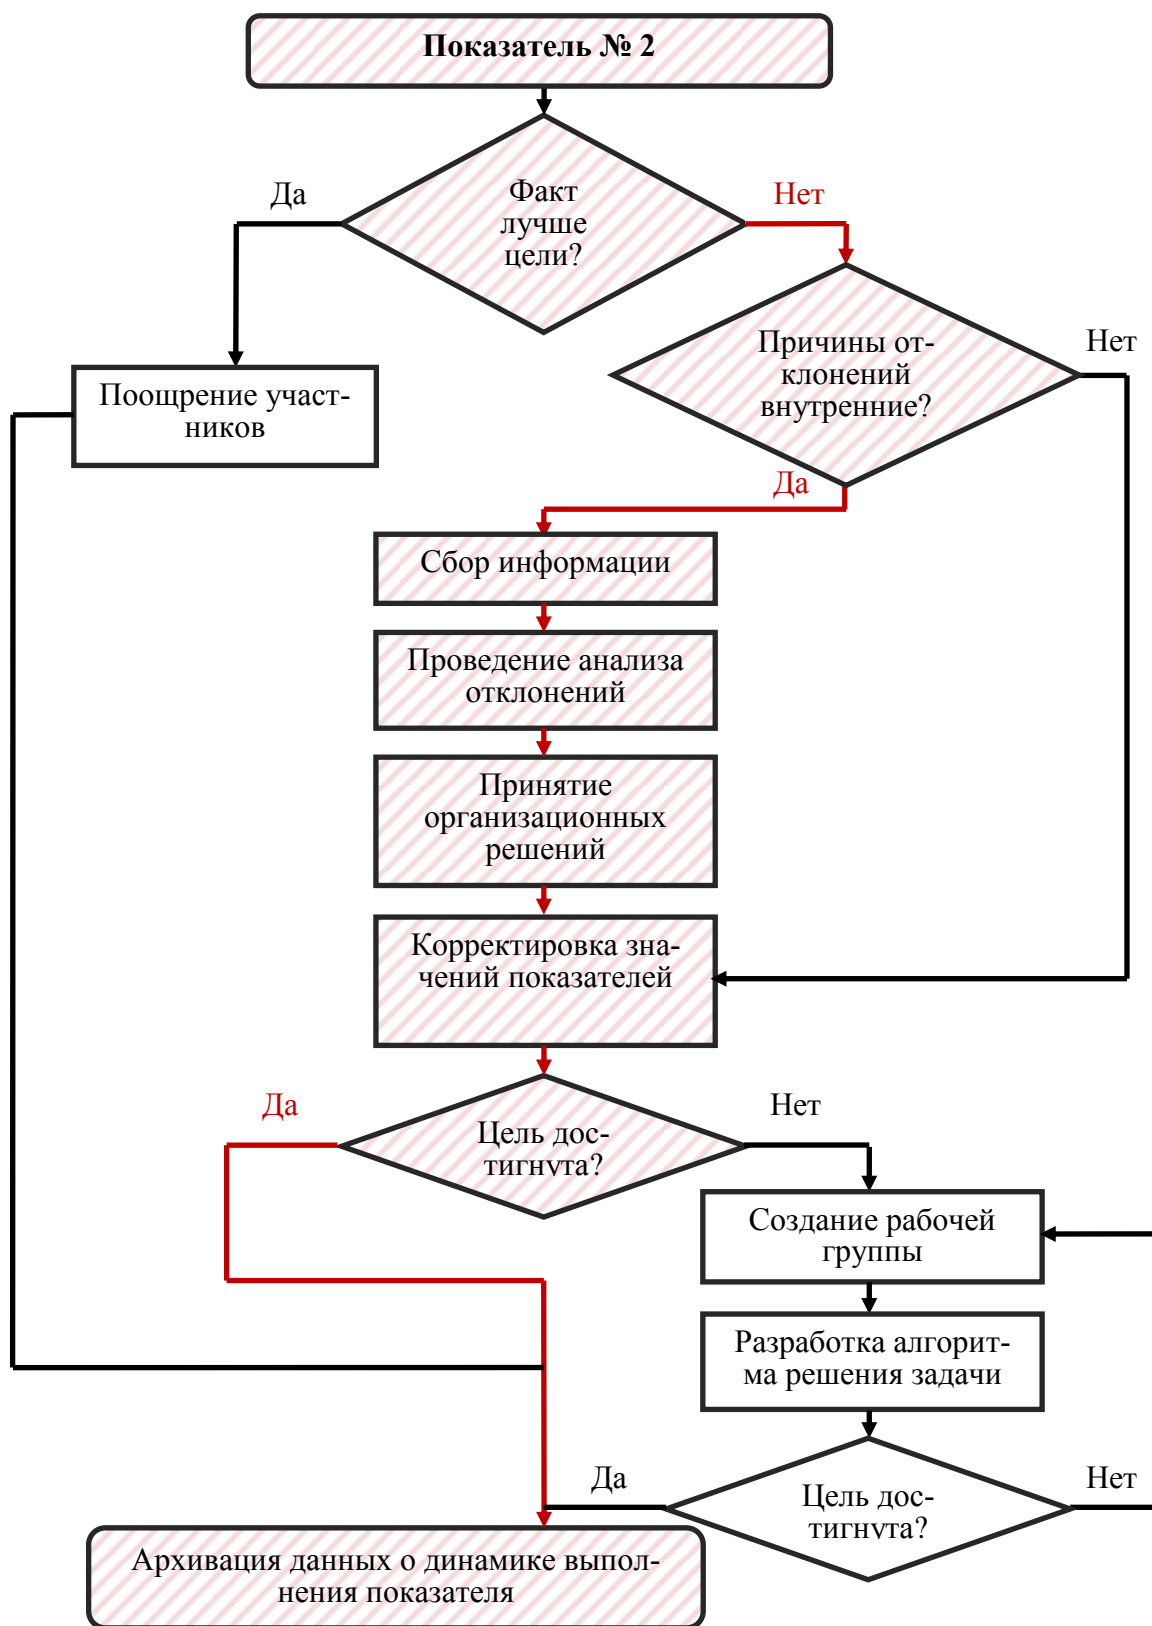 Показатель № 2
Да
Нет
Факт
лучше
цели?
Причины от-
клонений
внутренние?
Нет
Поощрение участ-
ников
Да
Сбор информации
Проведение анализа
отклонений
Принятие
организационных
решений
Корректировка зна-
чений показателей
Да
Нет
Цель дос-
тигнута?
Создание рабочей
группы
Разработка алгорит-
ма решения задачи
Да
Нет
Цель дос-
тигнута?
Архивация данных о динамике выпол-
нения показателя